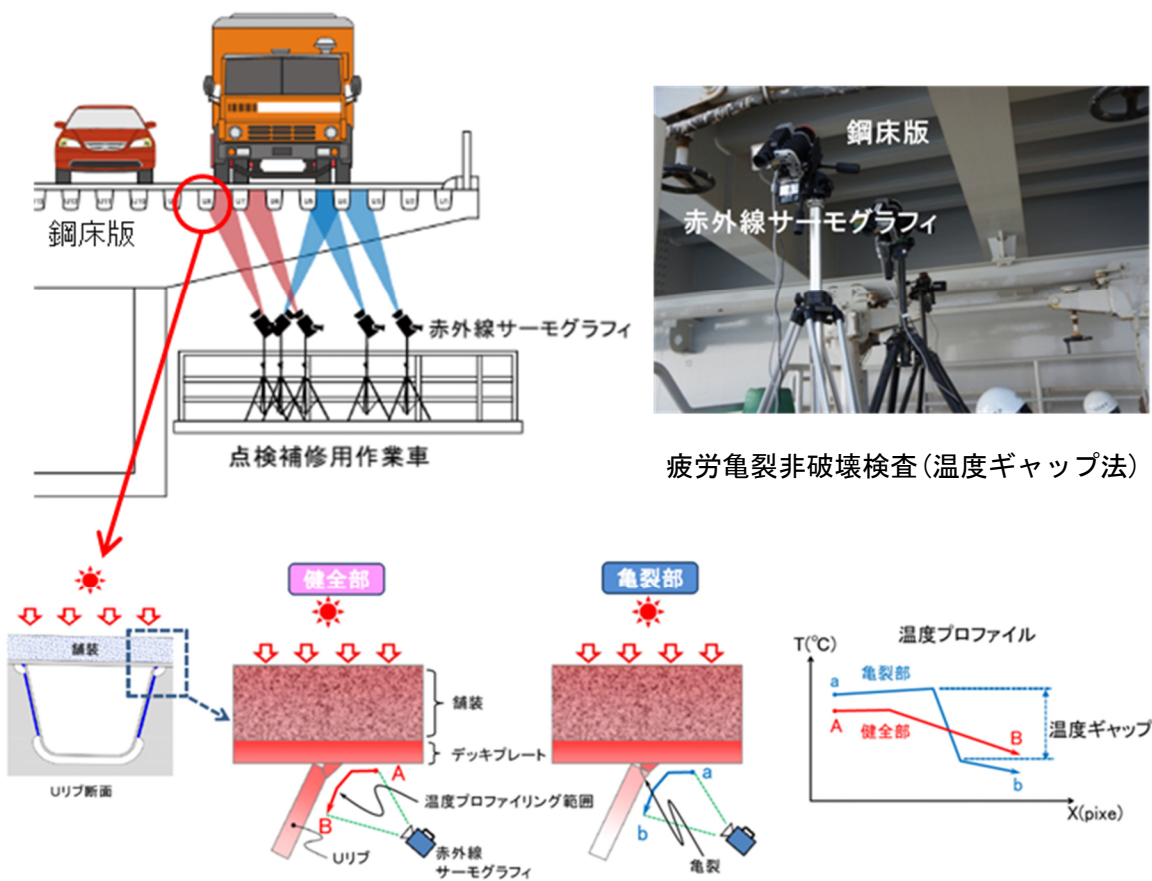 鋼床版
赤外線サーモグラフィ
点検補修用作業車
鋼床版
赤外線サーモグラフィ
疲労亀裂非破壊検査(温度ギャップ法)
舗装
Uリブ断面
健全部
舗装
デッキプレート
A
温度プロファイリング範囲
B
Uリブ
赤外線
サーモグラフィ
亀裂部
a
b
亀裂
温度プロファイル
T(℃)
a
亀裂部
A
健全部
B
b
温度ギャップ
X(pixe)